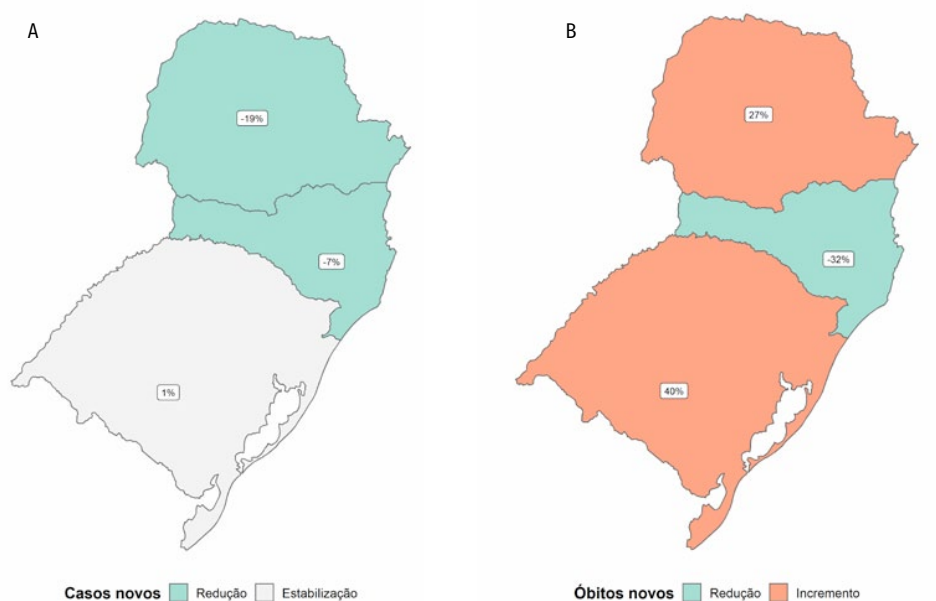 A
-19%
-7%
1%
Casos novos Redução Estabilização
B
27%
-32%
40%
Óbitos novos Redução Incremento